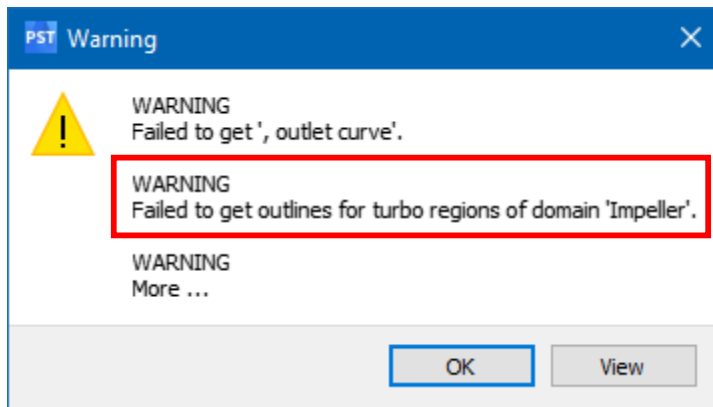 PST Warning
WARNING
Failed to get ', outlet curve'.
WARNING
Failed to get outlines for turbo regions of domain 'Impeller'.
WARNING
More ...
OK View